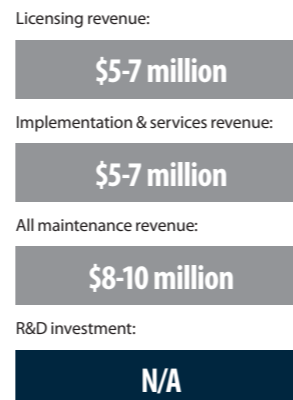 Licensing revenue:
$5-7 million
Implementation & services revenue:
$5-7 million
All maintenance revenue:
$8-10 million
R&D investment:
N/A